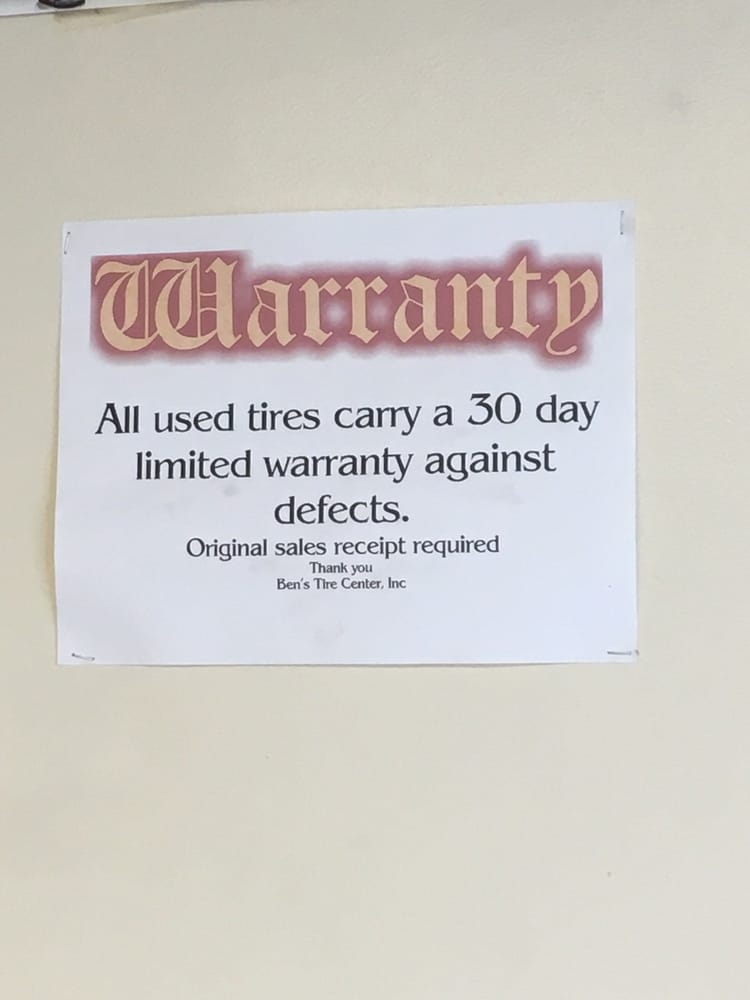 Warranty
All used tires carry a 30 day
limited warranty against
defects.
Original sales receipt required
Thank you
Ben's Tire Center, Inc